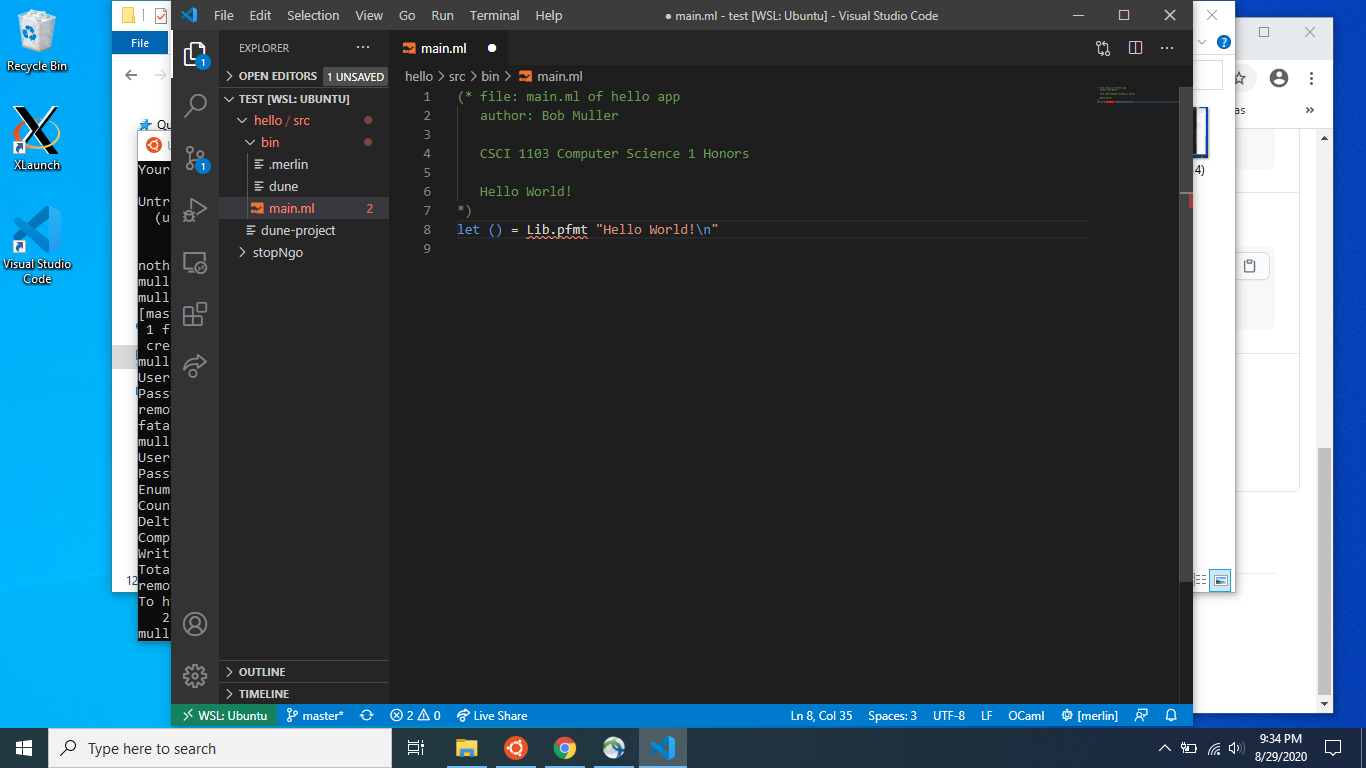 Recycle Bin
XLaunch
Visual Studio
Code
File
Qu
12
Your
Untr
(u
noth
mull
mull
[mas
1 f
cre
mull
User
Pass
remo
fata
mull
User
Pass
Enum
Coun
Delt
Comp
Writ
Tota
remo
To h
2
mull
File Edit Selection View Go Run Terminal Help
● main.ml - test [WSL: Ubuntu] - Visual Studio Code
1
1
EXPLORER ···
OPEN EDITORS 1 UNSAVED
TEST [WSL: UBUNTU]
hello / src
bin
.merlin
dune
main.ml 2
dune-project
stopNgo
OUTLINE
TIMELINE
main.ml
hello > src > bin > main.ml
1 (* file: main.ml of hello app
2 author: Bob Muller
3
4 CSCI 1103 Computer Science 1 Honors
5
6 Hello World!
7 *)
8 let () = Lib.pfmt "Hello World!\n"
9
WSL: Ubuntu master* 2 0 Live Share Ln 8, Col 35 Spaces: 3 UTF-8 LF OCaml [merlin]
as
4)
Type here to search
9:34 PM
8/29/2020